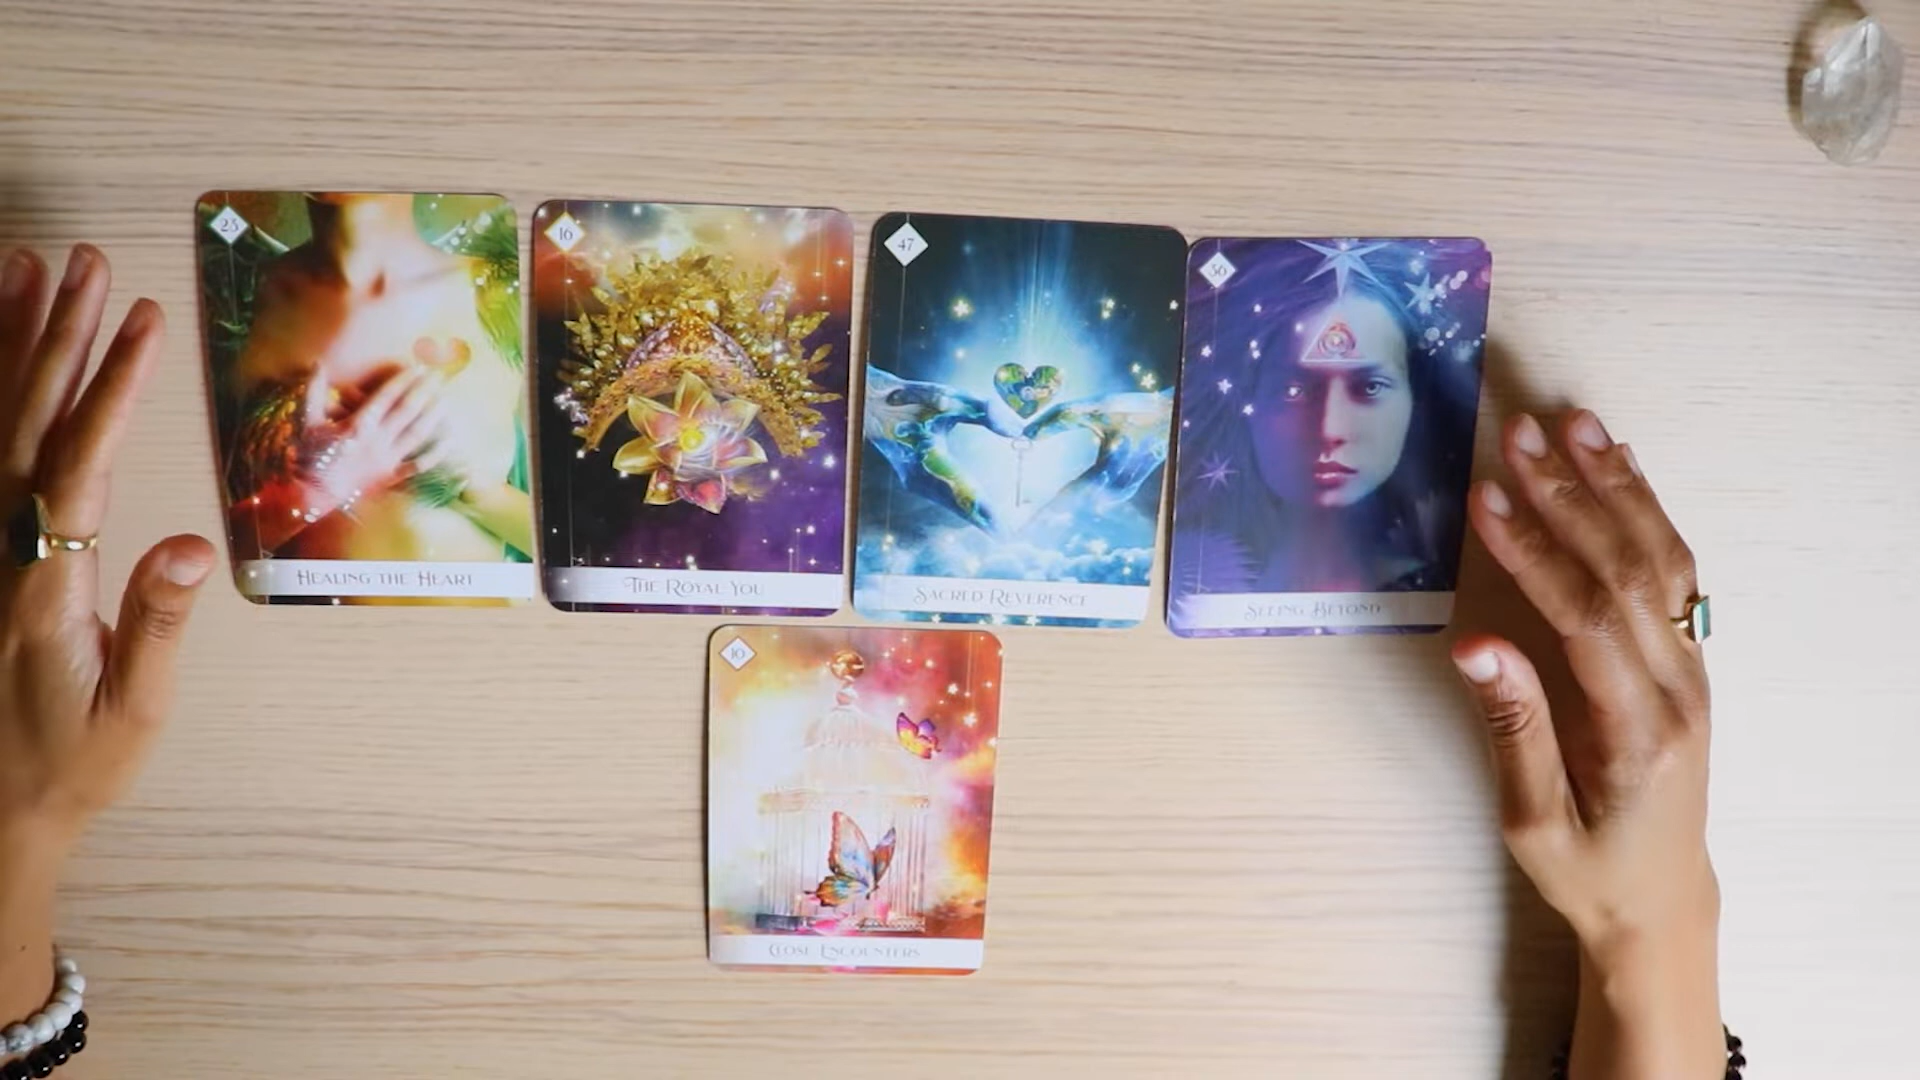 23
HEALING THE HEART
16
THE ROYAL YOU
47
SACRED REVERENCE
36
SEEING BEYOND
10
CLOSE ENCOUNTERS